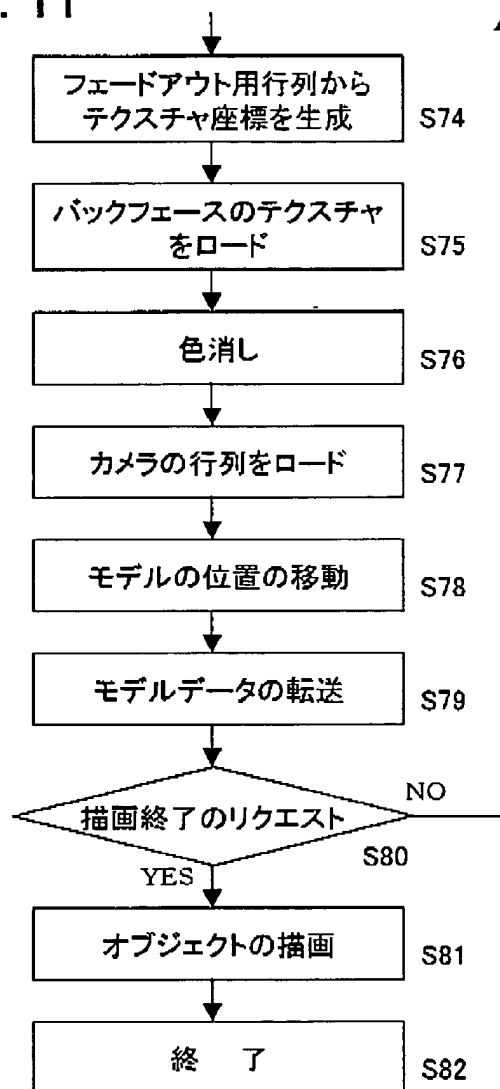 . 11
フェードアウト用行列から
テクスチャ座標を生成
S74
バックフェースのテクスチャ
をロード
S75
色消し
S76
カメラの行列をロード
S77
モデルの位置の移動
S78
モデルデータの転送
S79
描画終了のリクエスト
NO
S80
YES
オブジェクトの描画
S81
終 了
S82